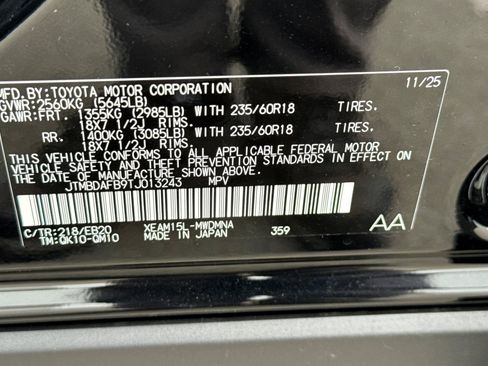 MFD. BY: TOYOTA MOTOR CORPORATION 11/25
GVWR: 2560KG (5645LB)
GAWR: FRT. 1355KG (2985LB) WITH 235/60R18 TIRES.
18X7 1/2J RIMS.
RR. 1400KG (3085LB) WITH 235/60R18 TIRES.
18X7 1/2J RIMS.
THIS VEHICLE CONFORMS TO ALL APPLICABLE FEDERAL MOTOR
VEHICLE SAFETY AND THEFT PREVENTION STANDARDS IN EFFECT
ON THE DATE OF MANUFACTURE SHOWN ABOVE.
JTMBDAFB9TJ013243 MPV
C/TR: 218/EB20 XEAM15L-MWDMNA AA
TM: QK10-QM10 MADE IN JAPAN 359